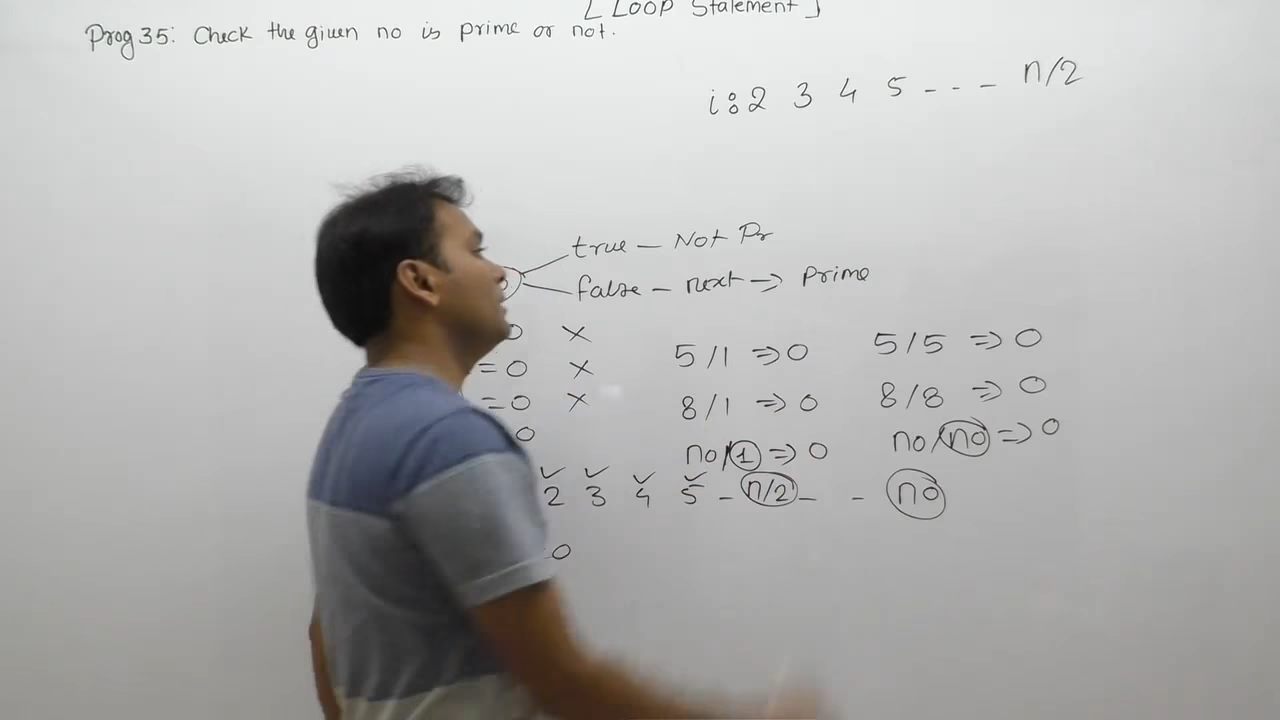 [Loop Statement]
Prog 35: Check the given no is prime or not.
i: 2 3 4 5 - - - n/2
true - Not Pr
false - next => Prime
0 ×
= 0 × 5/1 => 0 5/5 => 0
= 0 × 8/1 => 0 8/8 => 0
0 no/1 => 0 no/no => 0
2 3 4 5 - n/2 - - no
0